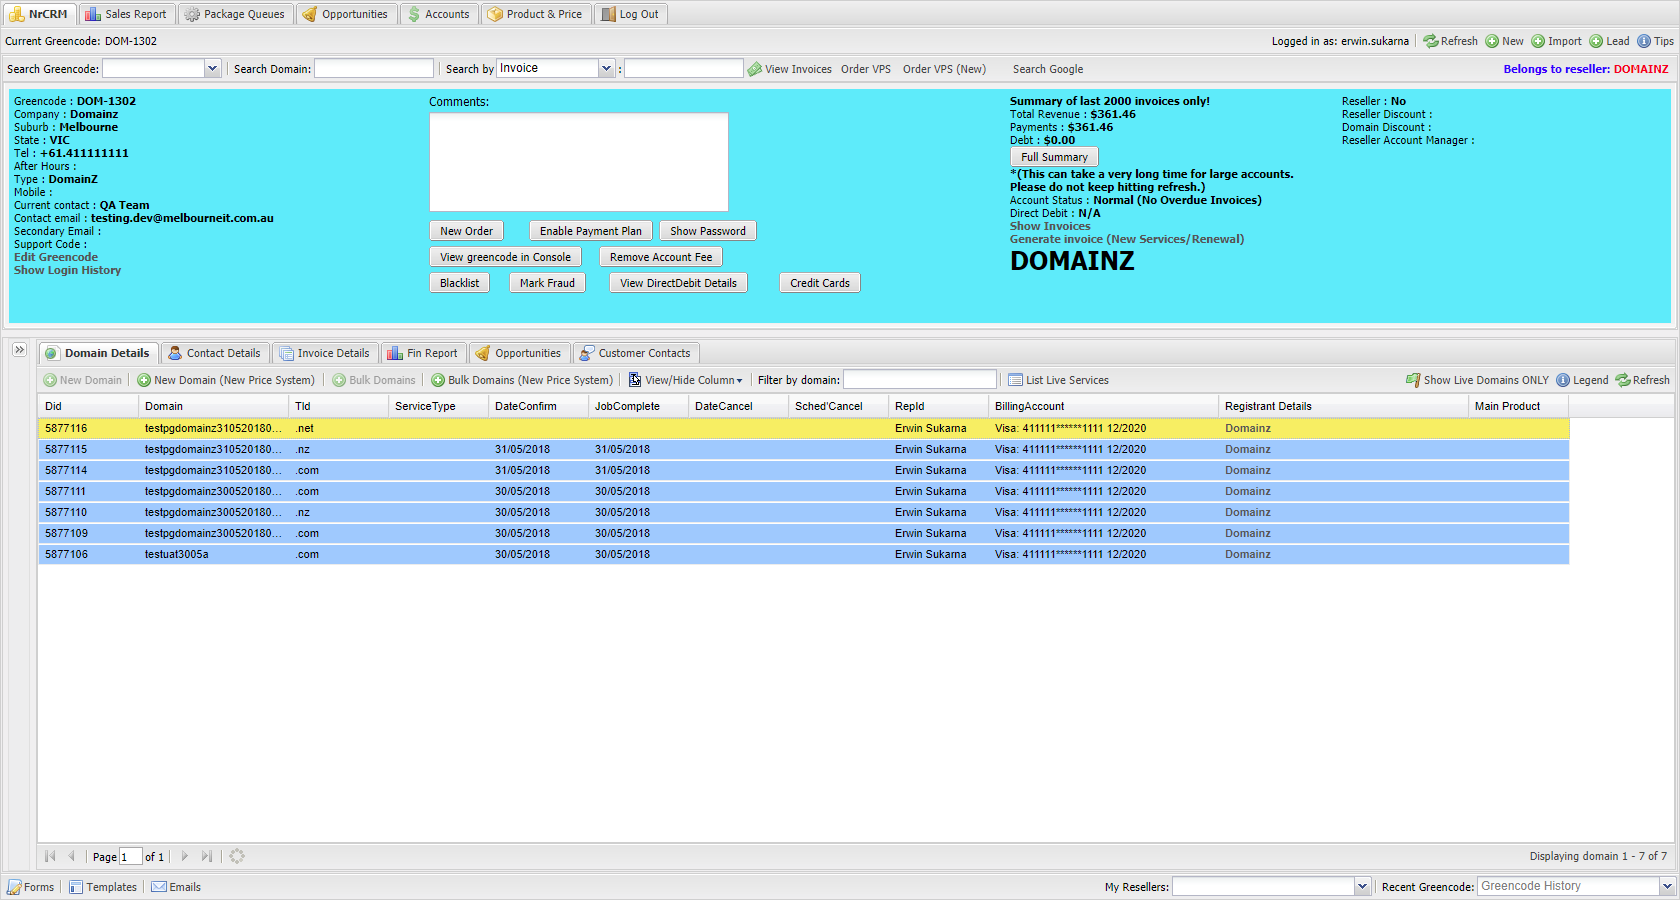 NrCRM Sales Report Package Queues Opportunities Accounts Product & Price Log Out
Current Greencode: DOM-1302 Logged in as: erwin.sukarna Refresh New Import Lead Tips
Search Greencode: Search Domain: Search by Invoice : View Invoices Order VPS Order VPS (New) Search Google Belongs to reseller: DOMAINZ
Greencode : DOM-1302
Company : Domainz
Suburb : Melbourne
State : VIC
Tel : +61.411111111
After Hours :
Type : DomainZ
Mobile :
Current contact : QA Team
Contact email : testing.dev@melbourneit.com.au
Secondary Email :
Support Code :
Edit Greencode
Show Login History
Comments:
New Order Enable Payment Plan Show Password
View greencode in Console Remove Account Fee
Blacklist Mark Fraud View DirectDebit Details Credit Cards
Summary of last 2000 invoices only!
Total Revenue : $361.46
Payments : $361.46
Debt : $0.00
Full Summary
*(This can take a very long time for large accounts.
Please do not keep hitting refresh.)
Account Status : Normal (No Overdue Invoices)
Direct Debit : N/A
Show Invoices
Generate invoice (New Services/Renewal)
DOMAINZ
Reseller : No
Reseller Discount :
Domain Discount :
Reseller Account Manager :
Domain Details Contact Details Invoice Details Fin Report Opportunities Customer Contacts
New Domain New Domain (New Price System) Bulk Domains Bulk Domains (New Price System) View/Hide Column Filter by domain: List Live Services Show Live Domains ONLY Legend Refresh
Did Domain Tld ServiceType DateConfirm JobComplete DateCancel Sched'Cancel RepId BillingAccount Registrant Details Main Product
5877116 testpgdomainz310520180... .net Erwin Sukarna Visa: 411111******1111 12/2020 Domainz
5877115 testpgdomainz310520180... .nz 31/05/2018 31/05/2018 Erwin Sukarna Visa: 411111******1111 12/2020 Domainz
5877114 testpgdomainz310520180... .com 31/05/2018 31/05/2018 Erwin Sukarna Visa: 411111******1111 12/2020 Domainz
5877111 testpgdomainz300520180... .com 30/05/2018 30/05/2018 Erwin Sukarna Visa: 411111******1111 12/2020 Domainz
5877110 testpgdomainz300520180... .nz 30/05/2018 30/05/2018 Erwin Sukarna Visa: 411111******1111 12/2020 Domainz
5877109 testpgdomainz300520180... .com 30/05/2018 30/05/2018 Erwin Sukarna Visa: 411111******1111 12/2020 Domainz
5877106 testuat3005a .com 30/05/2018 30/05/2018 Erwin Sukarna Visa: 411111******1111 12/2020 Domainz
Page 1 of 1 Displaying domain 1 - 7 of 7
Forms Templates Emails My Resellers: Recent Greencode: Greencode History